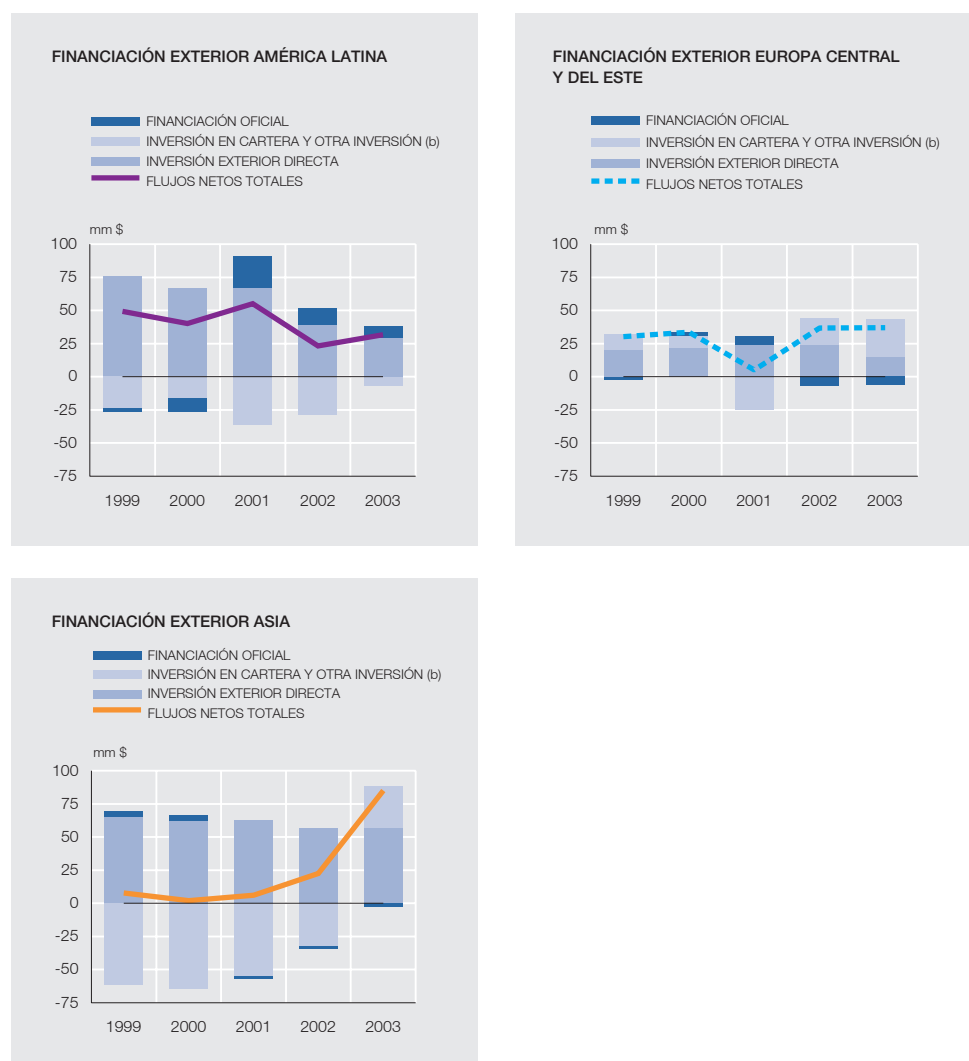 FINANCIACIÓN EXTERIOR AMÉRICA LATINA
FINANCIACIÓN OFICIAL
INVERSIÓN EN CARTERA Y OTRA INVERSIÓN (b)
INVERSIÓN EXTERIOR DIRECTA
FLUJOS NETOS TOTALES
mm $
100
75
50
25
0
-25
-50
-75
1999 2000 2001 2002 2003
FINANCIACIÓN EXTERIOR EUROPA CENTRAL
Y DEL ESTE
FINANCIACIÓN OFICIAL
INVERSIÓN EN CARTERA Y OTRA INVERSIÓN (b)
INVERSIÓN EXTERIOR DIRECTA
FLUJOS NETOS TOTALES
mm $
100
75
50
25
0
-25
-50
-75
1999 2000 2001 2002 2003
FINANCIACIÓN EXTERIOR ASIA
FINANCIACIÓN OFICIAL
INVERSIÓN EN CARTERA Y OTRA INVERSIÓN (b)
INVERSIÓN EXTERIOR DIRECTA
FLUJOS NETOS TOTALES
mm $
100
75
50
25
0
-25
-50
-75
1999 2000 2001 2002 2003